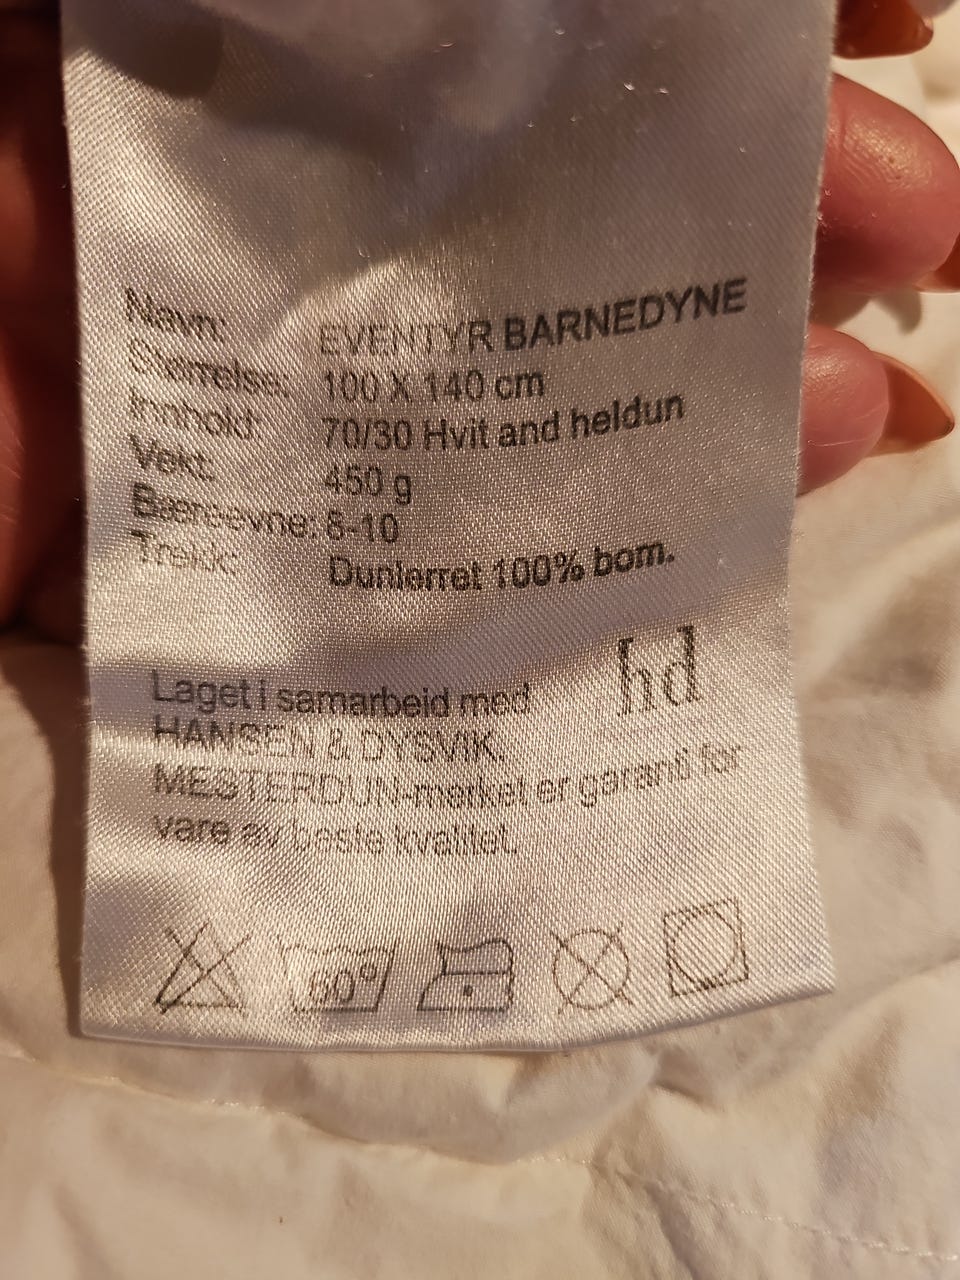 Navn: EVENTYR BARNEDYNE
Størrelse: 100 X 140 cm
Innhold: 70/30 Hvit and heldun
Vekt: 450 g
Bæreevne: 8-10
Trekk: Dunlerret 100% bom.
hd
Laget i samarbeid med
HANSEN & DYSVIK.
MESTERDUN-merket er garanti for
vare av beste kvalitet.
60°